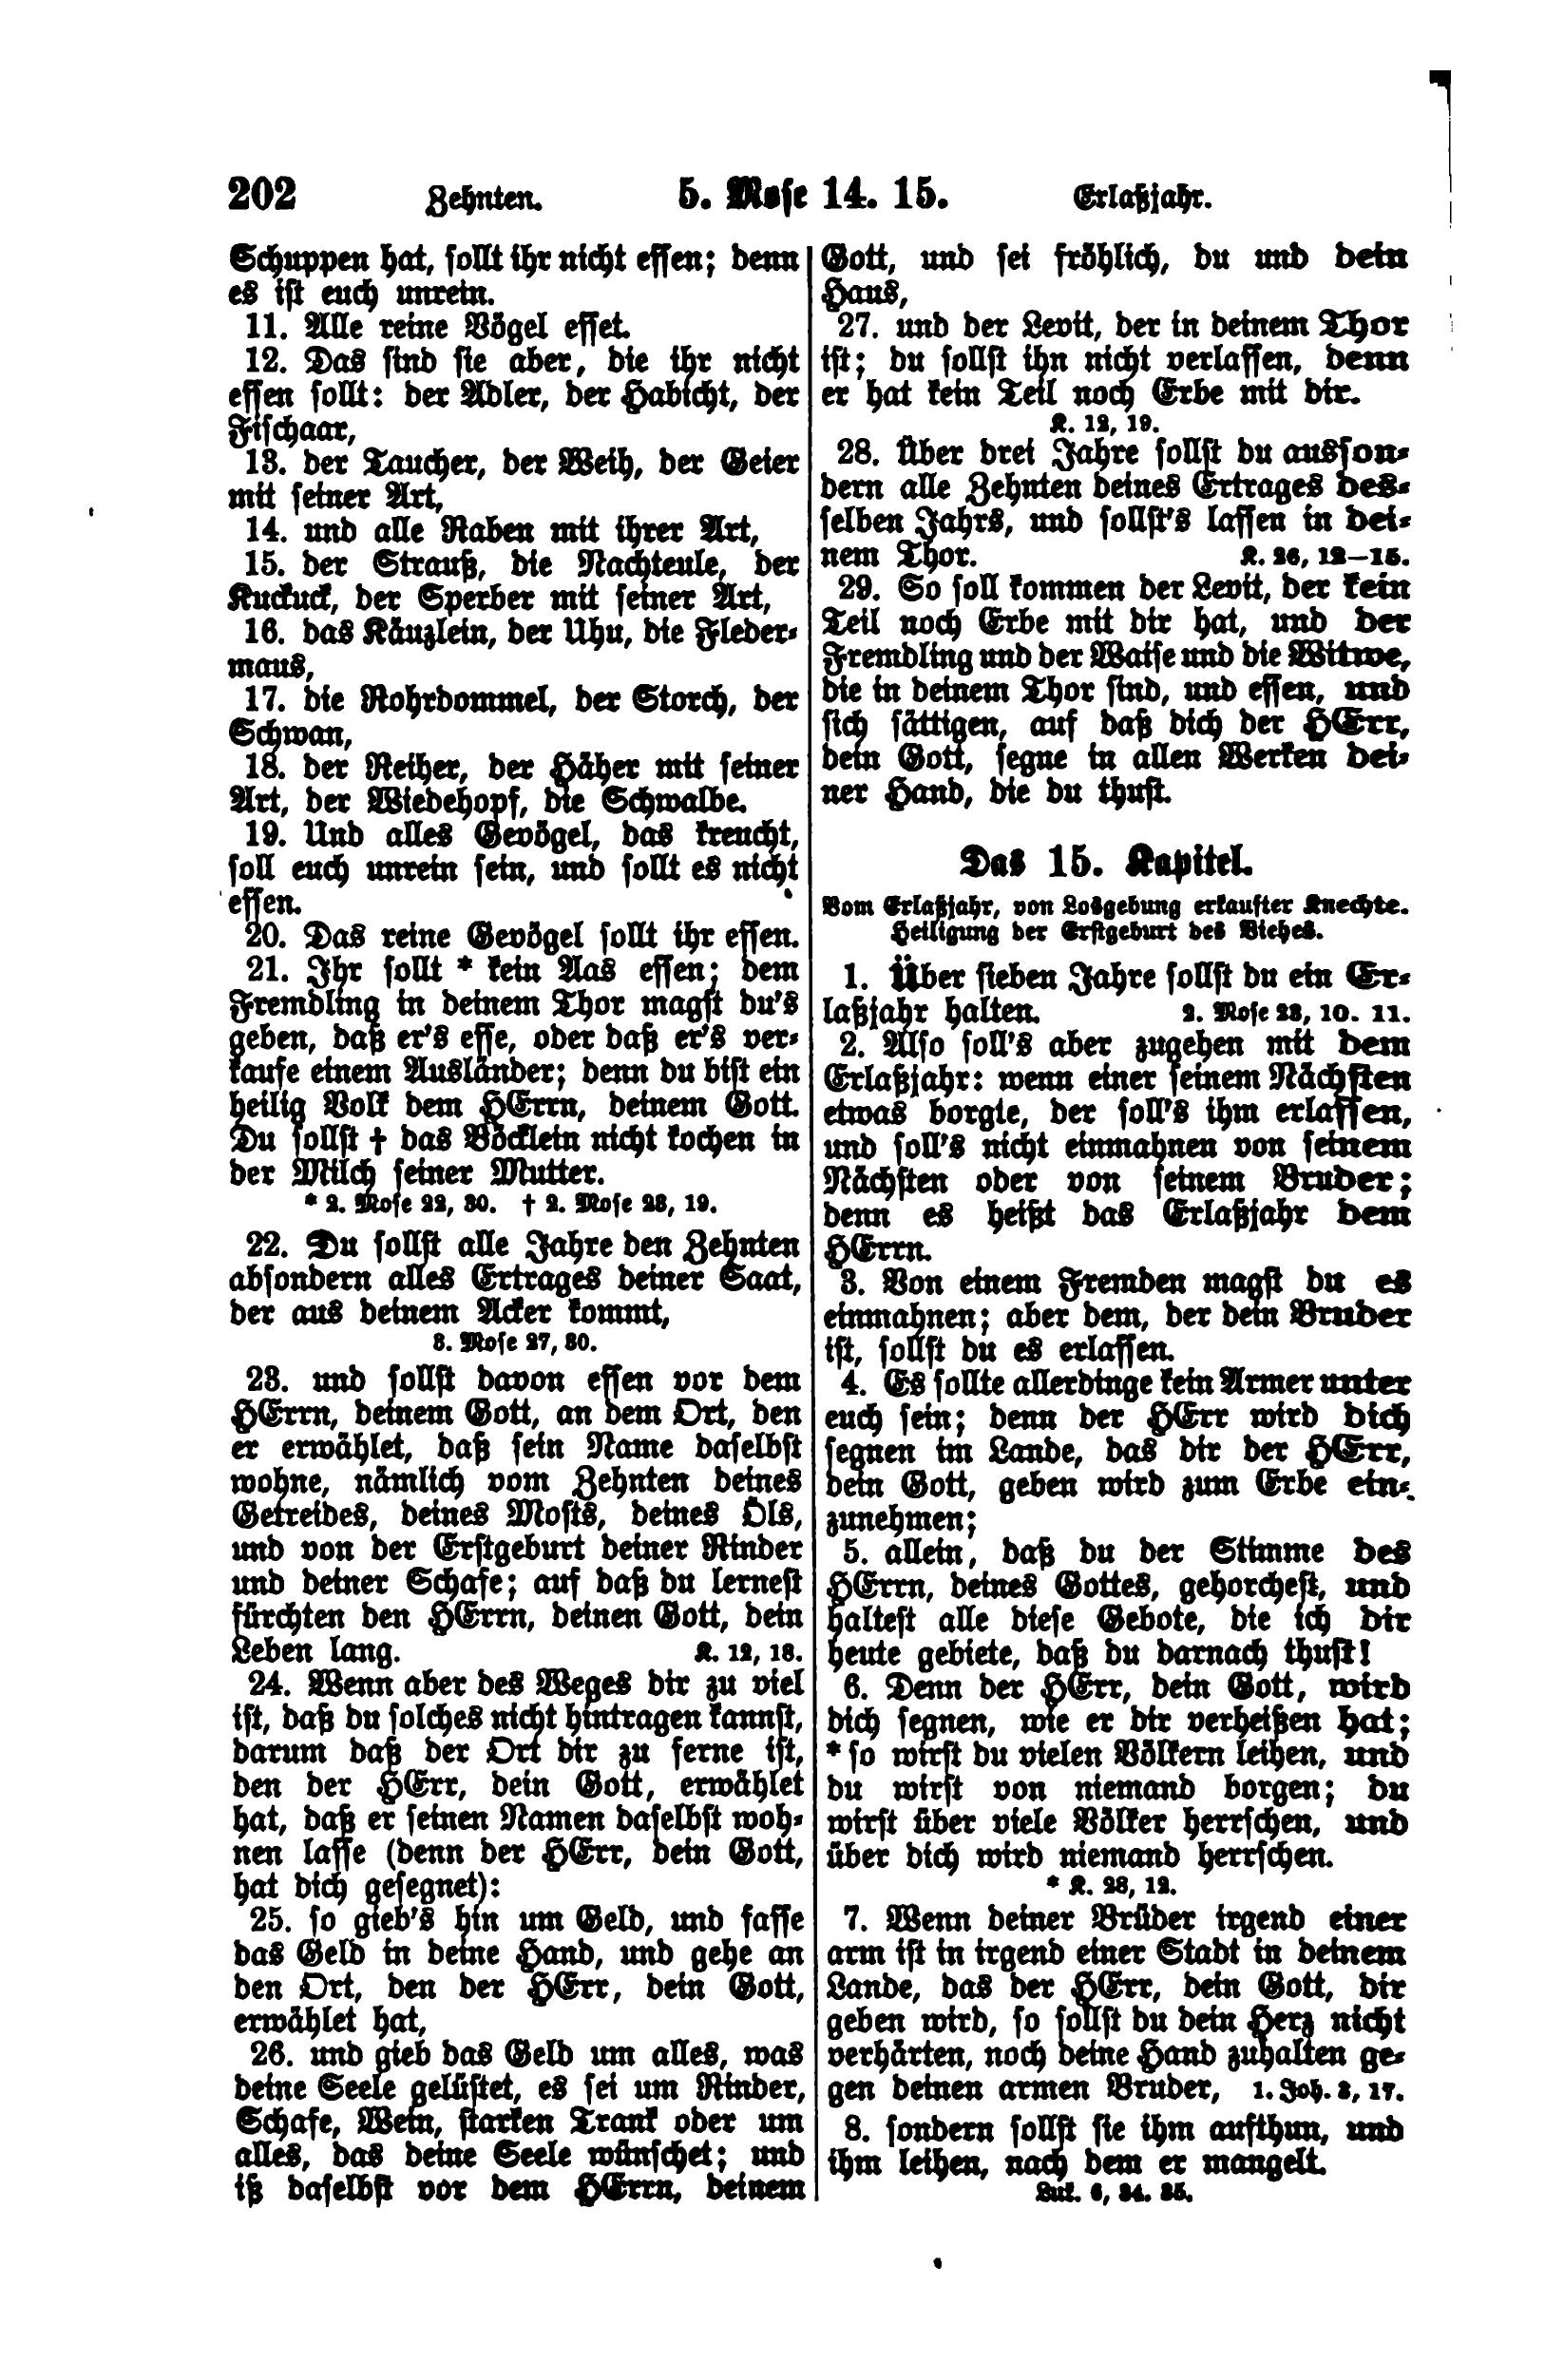 202 Zehnten. 5. Mose 14. 15. Erlaßjahr.
Schuppen hat, sollt ihr nicht essen; denn
es ist euch unrein.
11. Alle reine Vögel esset.
12. Das sind sie aber, die ihr nicht
essen sollt: der Adler, der Habicht, der
Fischaar,
13. der Taucher, der Weih, der Geier
mit seiner Art,
14. und alle Raben mit ihrer Art,
15. der Strauß, die Nachteule, der
Kuckuck, der Sperber mit seiner Art,
16. das Käuzlein, der Uhu, die Fleder-
maus,
17. die Rohrdommel, der Storch, der
Schwan,
18. der Reiher, der Häher mit seiner
Art, der Wiedehopf, die Schwalbe.
19. Und alles Gevögel, das kreucht,
soll euch unrein sein, und sollt es nicht
essen.
20. Das reine Gevögel sollt ihr essen.
21. Ihr sollt * kein Aas essen; dem
Fremdling in deinem Thor magst du's
geben, daß er's esse, oder daß er's ver-
kaufe einem Ausländer; denn du bist ein
heilig Volk dem HErrn, deinem Gott.
Du sollst † das Böcklein nicht kochen in
der Milch seiner Mutter.
* 2. Mose 22, 30. † 2. Mose 23, 19.
22. Du sollst alle Jahre den Zehnten
absondern alles Ertrages deiner Saat,
der aus deinem Acker kommt,
3. Mose 27, 30.
23. und sollst davon essen vor dem
HErrn, deinem Gott, an dem Ort, den
er erwählet, daß sein Name daselbst
wohne, nämlich vom Zehnten deines
Getreides, deines Mosts, deines Öls,
und von der Erstgeburt deiner Rinder
und deiner Schafe; auf daß du lernest
fürchten den HErrn, deinen Gott, dein
Leben lang. K. 12, 18.
24. Wenn aber des Weges dir zu viel
ist, daß du solches nicht hintragen kannst,
darum daß der Ort dir zu ferne ist,
den der HErr, dein Gott, erwählet
hat, daß er seinen Namen daselbst woh-
nen lasse (denn der HErr, dein Gott,
hat dich gesegnet):
25. so gieb's hin um Geld, und fasse
das Geld in deine Hand, und gehe an
den Ort, den der HErr, dein Gott,
erwählet hat,
26. und gieb das Geld um alles, was
deine Seele gelüstet, es sei um Rinder,
Schafe, Wein, starken Trank oder um
alles, das deine Seele wünschet; und
iß daselbst vor dem HErrn, deinem
Gott, und sei fröhlich, du und dein
Haus,
27. und der Levit, der in deinem Thor
ist; du sollst ihn nicht verlassen, denn
er hat kein Teil noch Erbe mit dir.
K. 12, 19.
28. Über drei Jahre sollst du ausson-
dern alle Zehnten deines Ertrages des-
selben Jahrs, und sollst's lassen in dei-
nem Thor. K. 26, 12–15.
29. So soll kommen der Levit, der kein
Teil noch Erbe mit dir hat, und der
Fremdling und der Waise und die Witwe,
die in deinem Thor sind, und essen, und
sich sättigen, auf daß dich der HErr,
dein Gott, segne in allen Werken dei-
ner Hand, die du thust.
Das 15. Kapitel.
Vom Erlaßjahr, von Losgebung erkaufter Knechte.
Heiligung der Erstgeburt des Viehes.
1. Über sieben Jahre sollst du ein Er-
laßjahr halten. 2. Mose 23, 10. 11.
2. Also soll's aber zugehen mit dem
Erlaßjahr: wenn einer seinem Nächsten
etwas borgte, der soll's ihm erlassen,
und soll's nicht einmahnen von seinem
Nächsten oder von seinem Bruder;
denn es heißt das Erlaßjahr dem
HErrn.
3. Von einem Fremden magst du es
einmahnen; aber dem, der dein Bruder
ist, sollst du es erlassen.
4. Es sollte allerdinge kein Armer unter
euch sein; denn der HErr wird dich
segnen im Lande, das dir der HErr,
dein Gott, geben wird zum Erbe ein-
zunehmen;
5. allein, daß du der Stimme des
HErrn, deines Gottes, gehorchest, und
haltest alle diese Gebote, die ich dir
heute gebiete, daß du darnach thust!
6. Denn der HErr, dein Gott, wird
dich segnen, wie er dir verheißen hat;
* so wirst du vielen Völkern leihen, und
du wirst von niemand borgen; du
wirst über viele Völker herrschen, und
über dich wird niemand herrschen.
* K. 28, 12.
7. Wenn deiner Brüder irgend einer
arm ist in irgend einer Stadt in deinem
Lande, das der HErr, dein Gott, dir
geben wird, so sollst du dein Herz nicht
verhärten, noch deine Hand zuhalten ge-
gen deinen armen Bruder, 1. Joh. 3, 17.
8. sondern sollst sie ihm aufthun, und
ihm leihen, nach dem er mangelt.
Luk. 6, 34. 35.